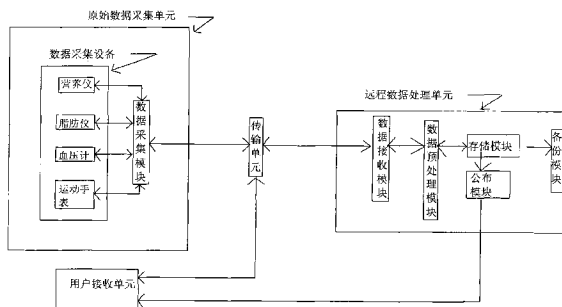 原始数据采集单元
数据采集设备
营养仪
脂肪仪
血压计
运动手
表
数据采集模块
传输单元
远程数据处理单元
数据接收模块
数据预处理模块
存储模块
公布
模块
备份模块
用户接收单元